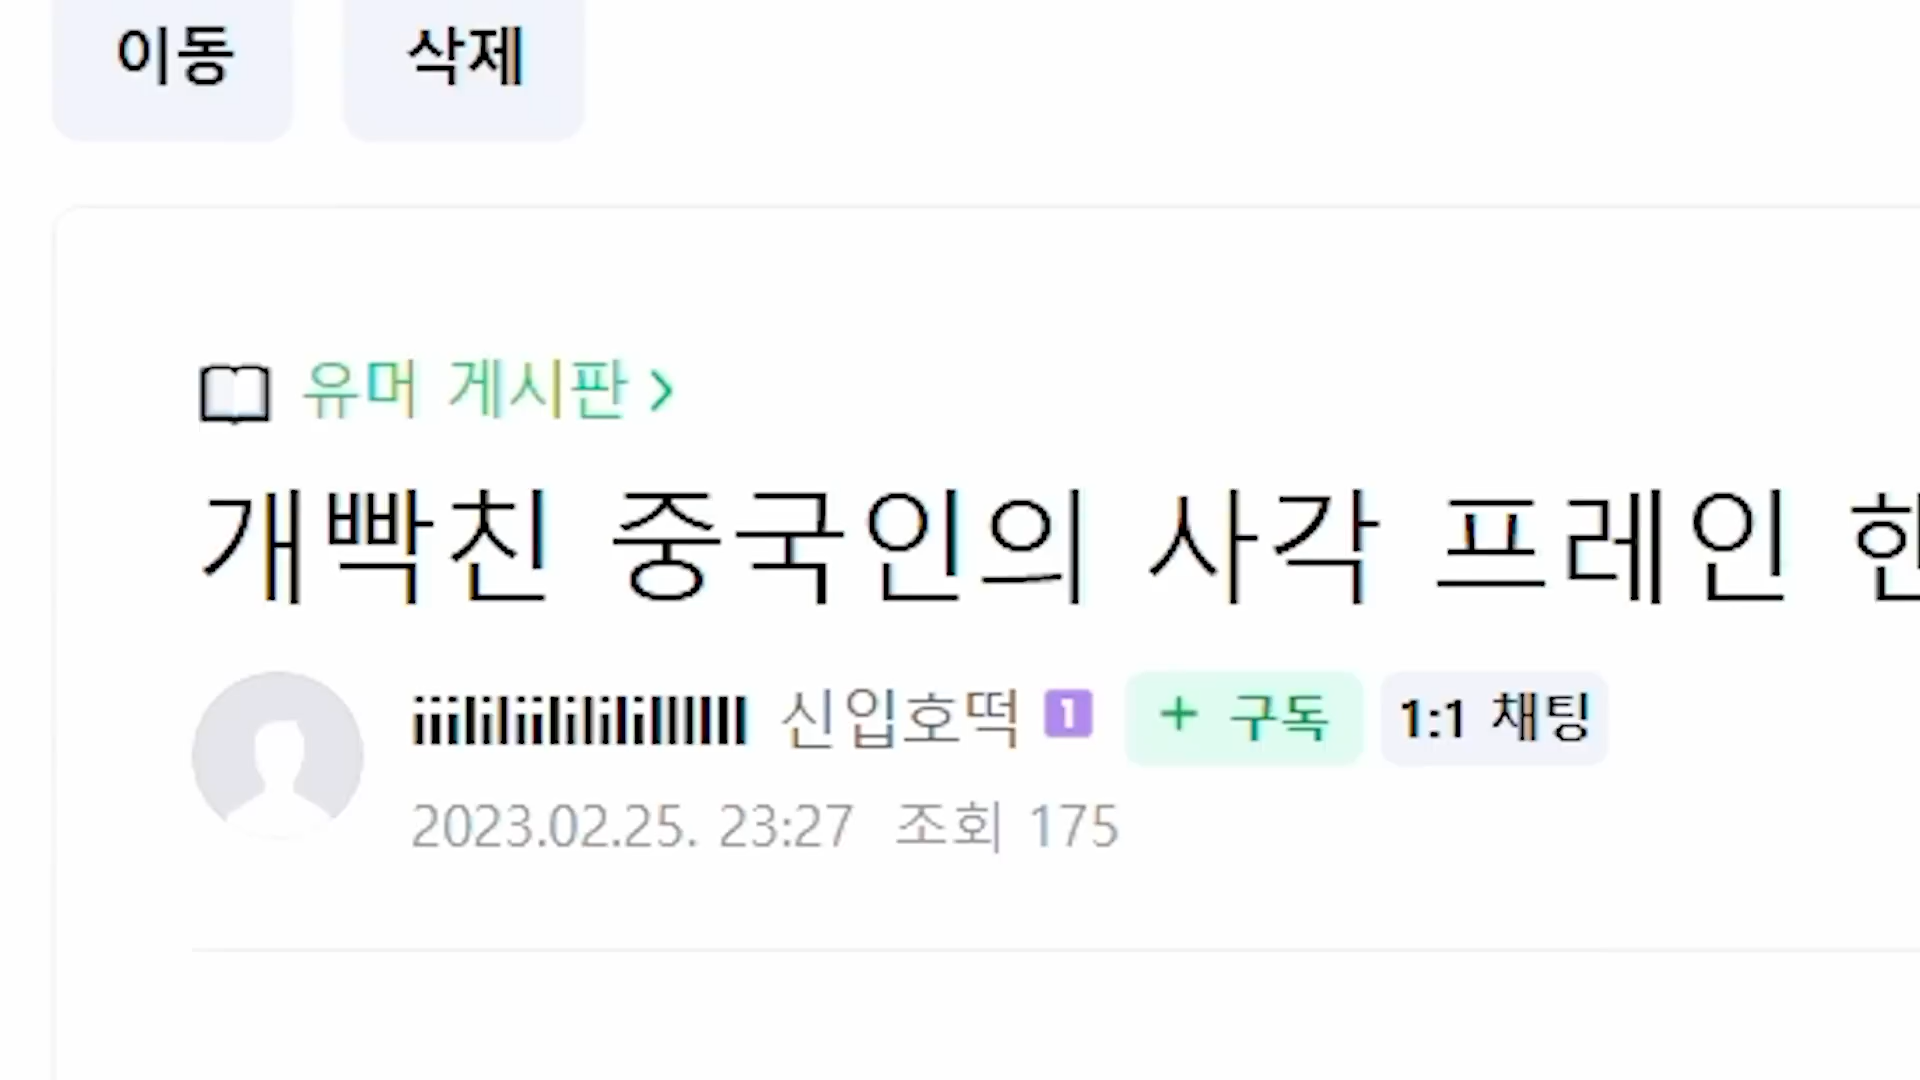 이동 삭제
유머 게시판 >
개빡친 중국인의 사각 프레인
신입호떡 1 + 구독 1:1 채팅
2023.02.25. 23:27 조회 175